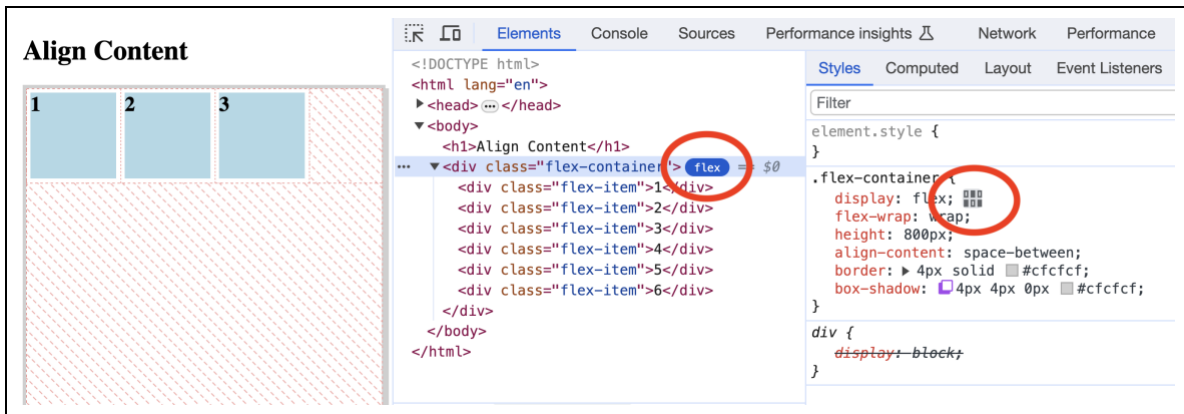 Align Content
1 2 3
Elements Console Sources Performance insights Network Performance
<!DOCTYPE html>
<html lang="en">
▶<head> ⋯ </head>
▼<body>
<h1>Align Content</h1>
⋯ ▼<div class="flex-container"> flex == $0
<div class="flex-item">1</div>
<div class="flex-item">2</div>
<div class="flex-item">3</div>
<div class="flex-item">4</div>
<div class="flex-item">5</div>
<div class="flex-item">6</div>
</div>
</body>
</html>
Styles Computed Layout Event Listeners
Filter
element.style {
}
.flex-container {
display: flex;
flex-wrap: wrap;
height: 800px;
align-content: space-between;
border: ▶ 4px solid #cfcfcf;
box-shadow: 4px 4px 0px #cfcfcf;
}
div {
display: block;
}